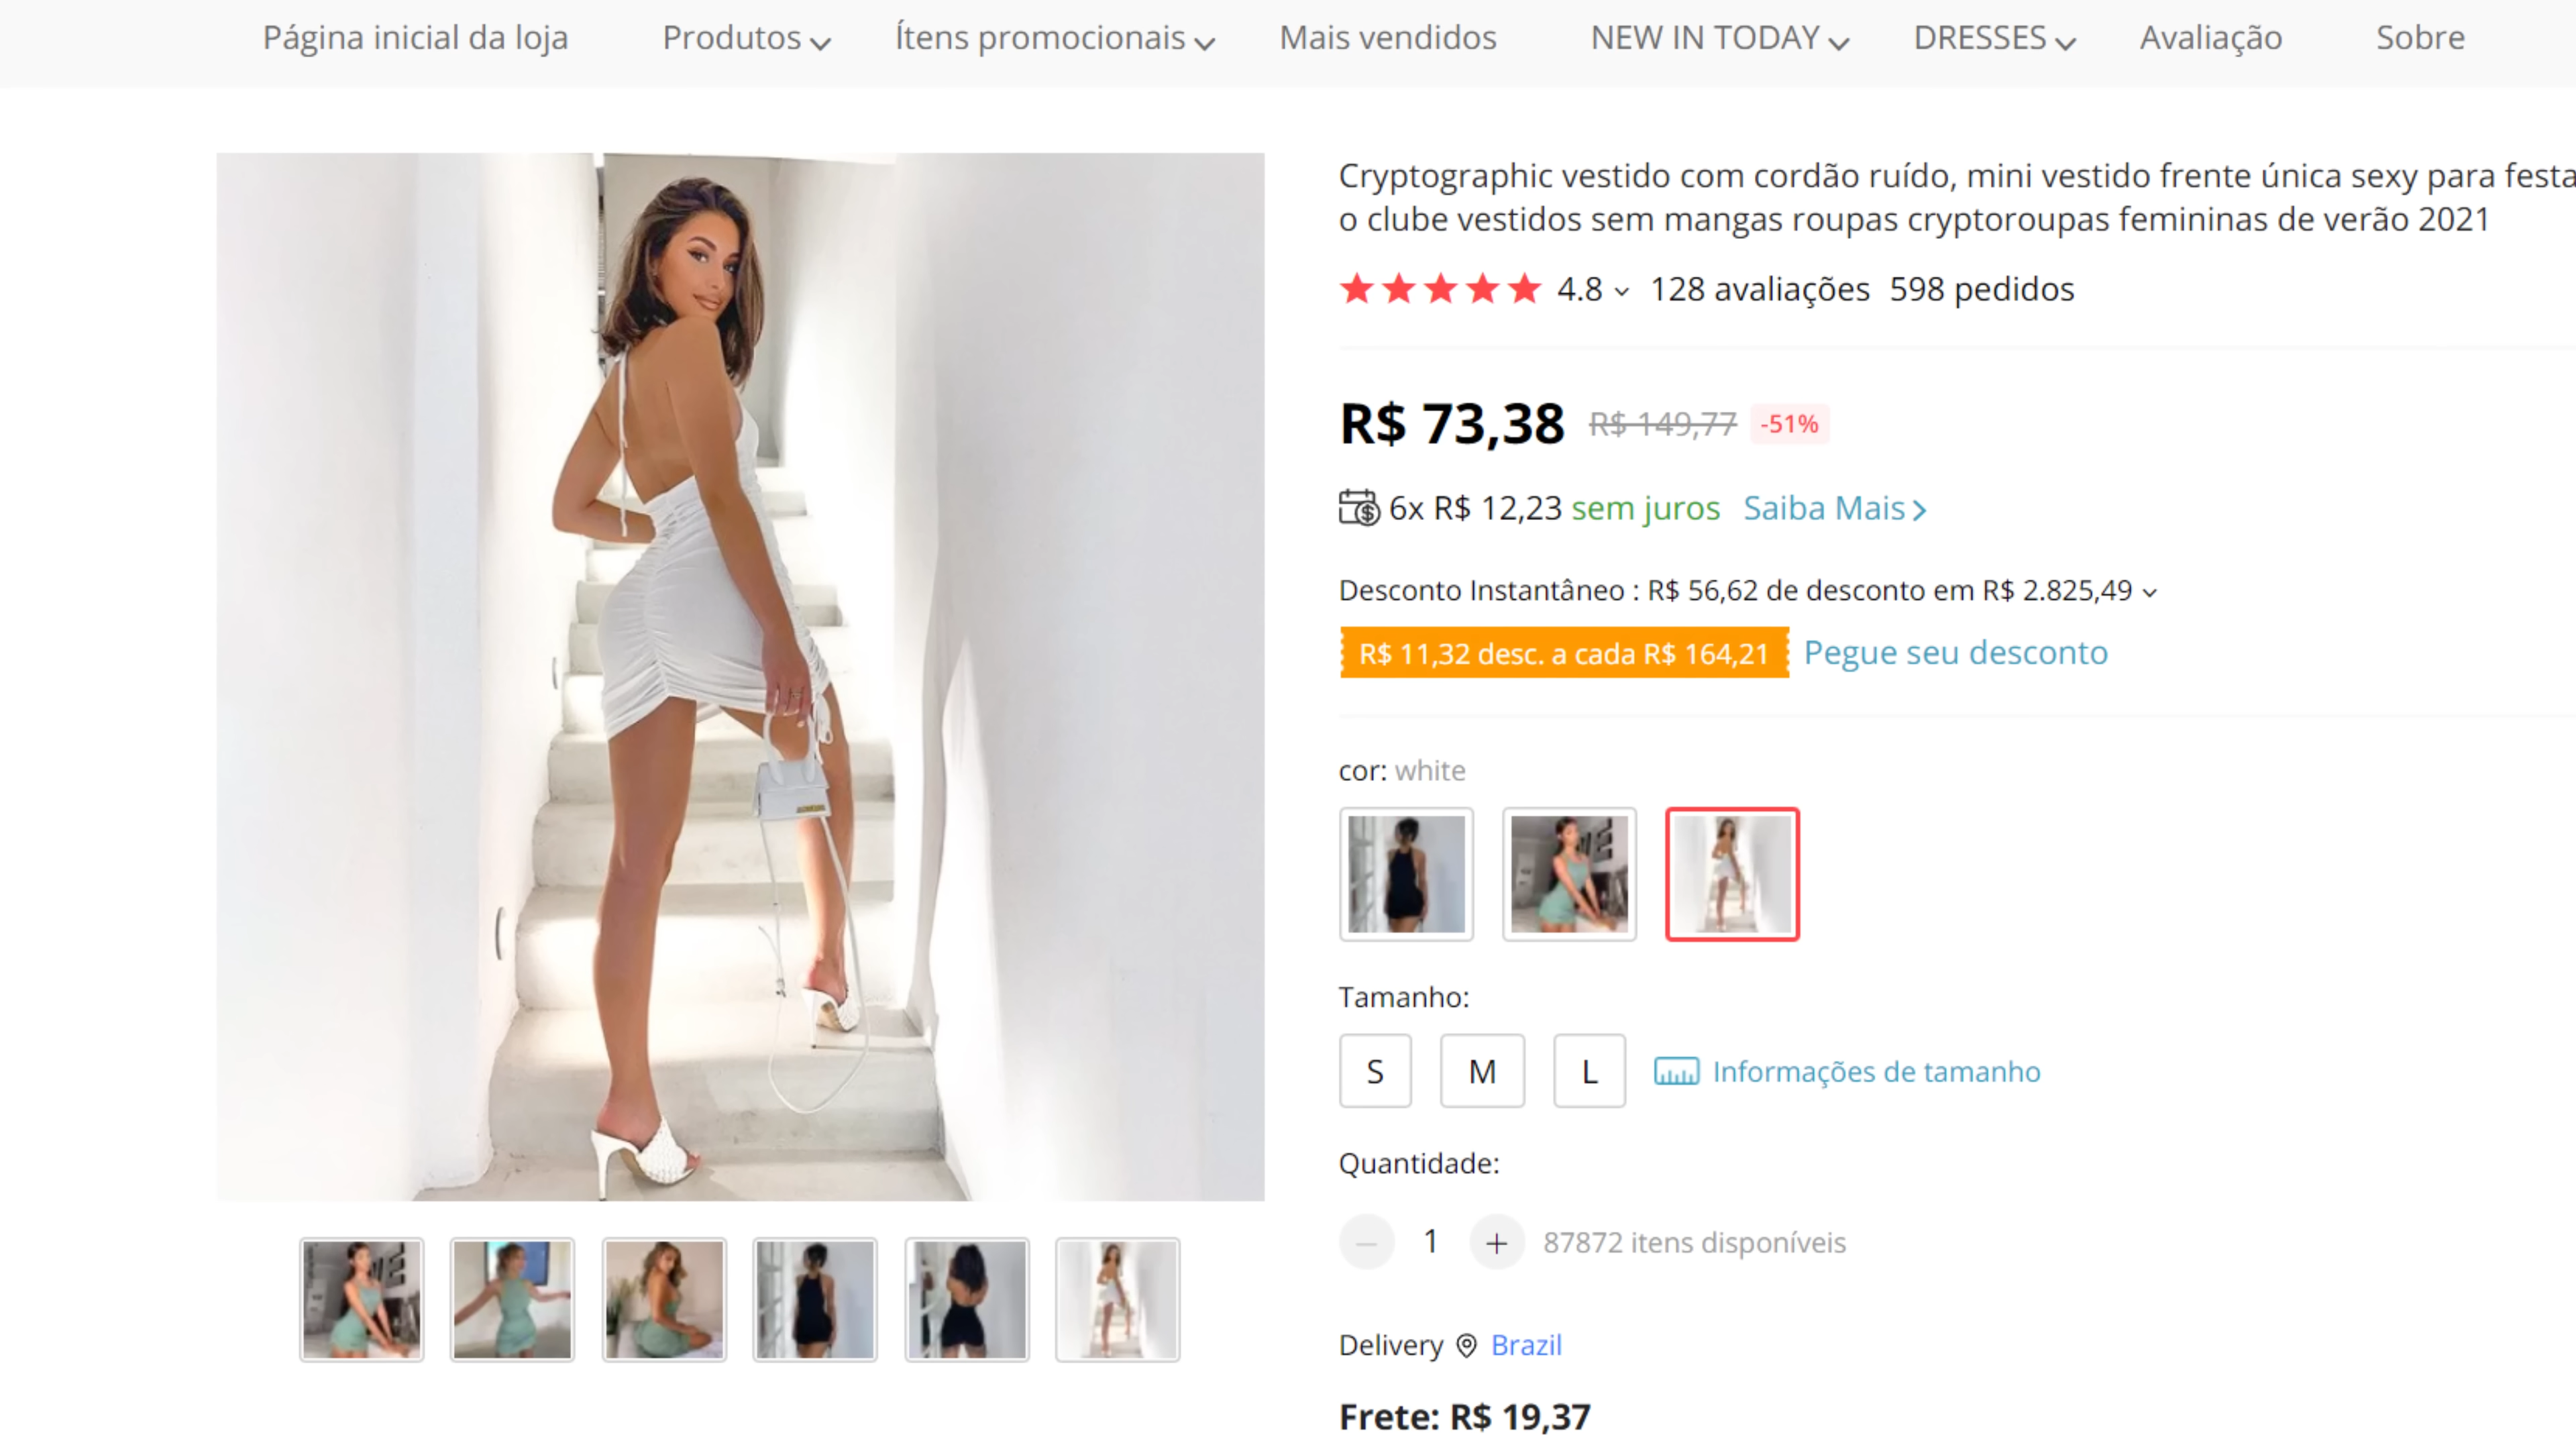 Página inicial da loja Produtos Ítens promocionais Mais vendidos NEW IN TODAY DRESSES Avaliação Sobre
Cryptographic vestido com cordão ruído, mini vestido frente única sexy para festa
o clube vestidos sem mangas roupas cryptoroupas femininas de verão 2021
4.8 128 avaliações 598 pedidos
R$ 73,38 R$ 149,77 -51%
6x R$ 12,23 sem juros Saiba Mais
Desconto Instantâneo : R$ 56,62 de desconto em R$ 2.825,49
R$ 11,32 desc. a cada R$ 164,21 Pegue seu desconto
cor: white
Tamanho:
S M L Informações de tamanho
Quantidade:
1 + 87872 itens disponíveis
Delivery Brazil
Frete: R$ 19,37